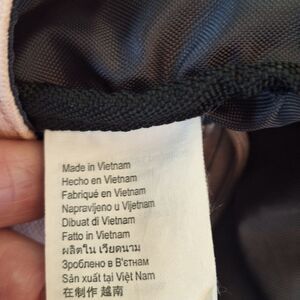 Made in Vietnam
Hecho en Vietnam
Fabriqué en Vietnam
Napravljeno u Vijetnam
Dibuat di Vietnam
Fatto in Vietnam
ผลิตใน เวียดนาม
Зроблено в В'єтнам
Sản xuất tại Việt Nam
在制作 越南